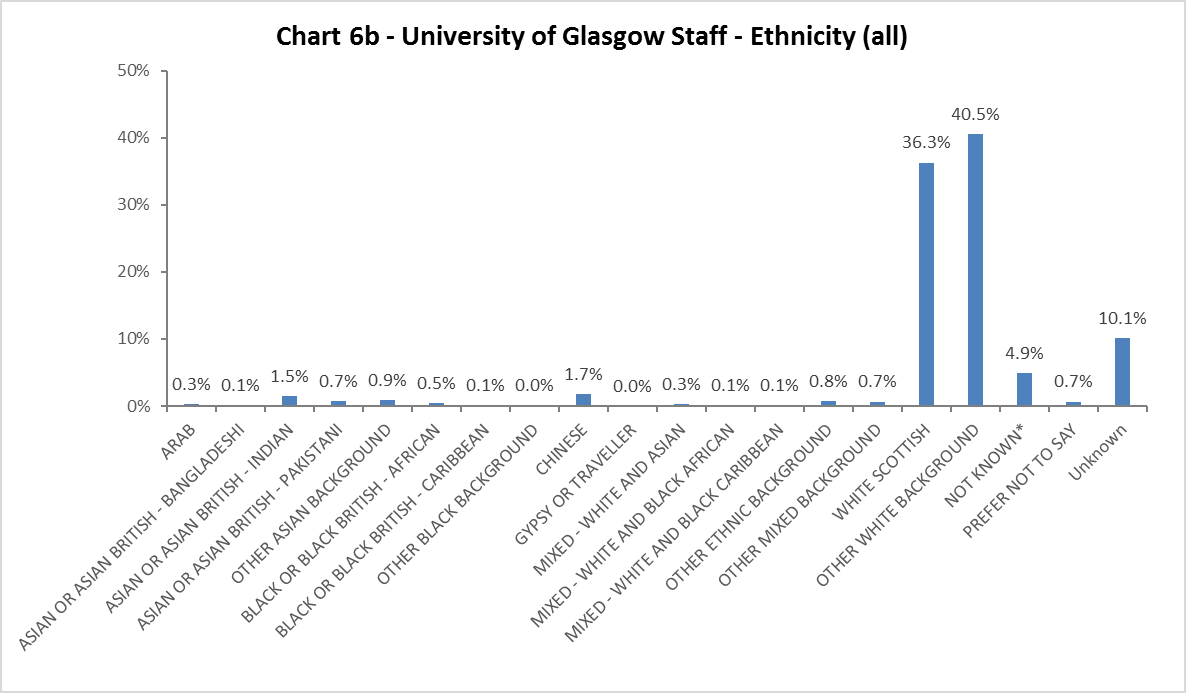 Chart 6b - University of Glasgow Staff - Ethnicity (all)
50%
40%
30%
20%
10%
0%
0.3%
0.1%
1.5%
0.7%
0.9%
0.5%
0.1%
0.0%
1.7%
0.0%
0.3%
0.1%
0.1%
0.8%
0.7%
36.3%
40.5%
4.9%
0.7%
10.1%
ARAB
ASIAN OR ASIAN BRITISH - BANGLADESHI
ASIAN OR ASIAN BRITISH - INDIAN
ASIAN OR ASIAN BRITISH - PAKISTANI
OTHER ASIAN BACKGROUND
BLACK OR BLACK BRITISH - AFRICAN
BLACK OR BLACK BRITISH - CARIBBEAN
OTHER BLACK BACKGROUND
CHINESE
GYPSY OR TRAVELLER
MIXED - WHITE AND ASIAN
MIXED - WHITE AND BLACK AFRICAN
MIXED - WHITE AND BLACK CARIBBEAN
OTHER ETHNIC BACKGROUND
OTHER MIXED BACKGROUND
WHITE SCOTTISH
OTHER WHITE BACKGROUND
NOT KNOWN*
PREFER NOT TO SAY
Unknown